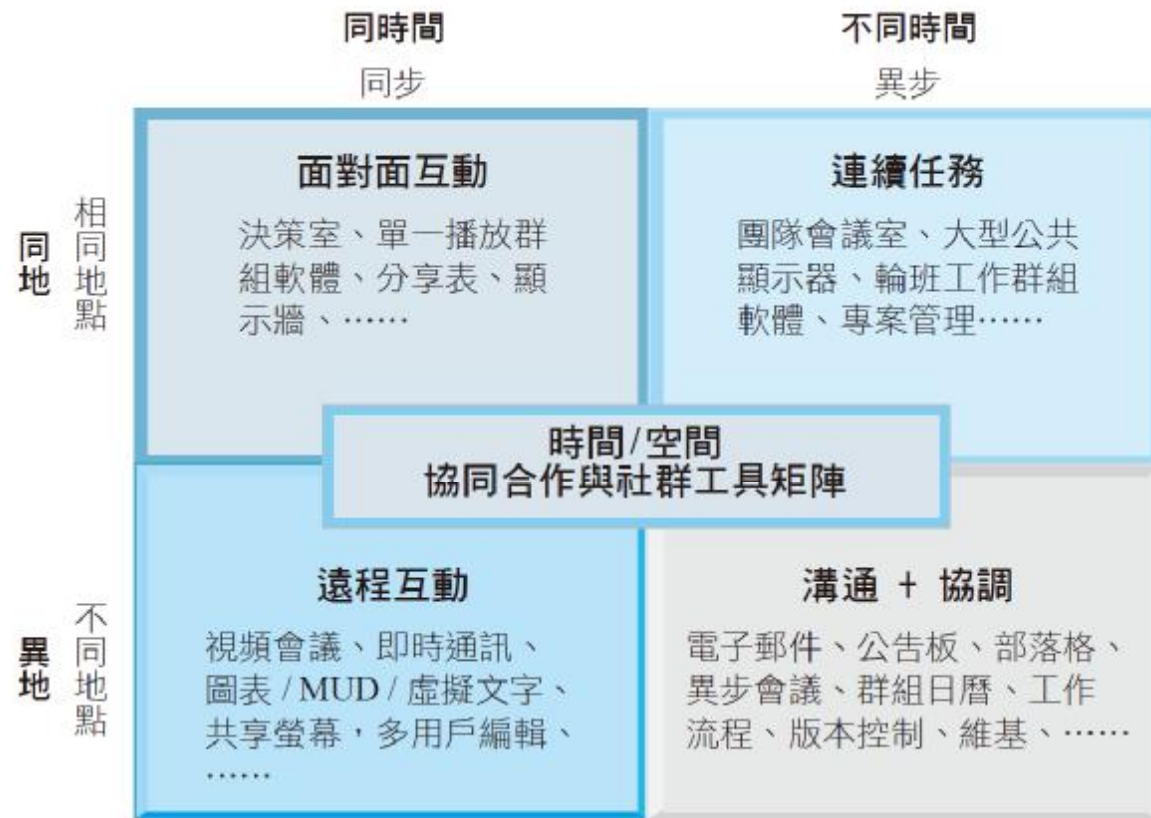 同時間
同步
不同時間
異步
同地
相同地點
面對面互動
決策室、單一播放群
組軟體、分享表、顯
示牆、……
連續任務
團隊會議室、大型公共
顯示器、輪班工作群組
軟體、專案管理……
時間/空間
協同合作與社群工具矩陣
異地
不同地點
遠程互動
視頻會議、即時通訊、
圖表 / MUD / 虛擬文字、
共享螢幕，多用戶編輯、
……
溝通 + 協調
電子郵件、公告板、部落格、
異步會議、群組日曆、工作
流程、版本控制、維基、……